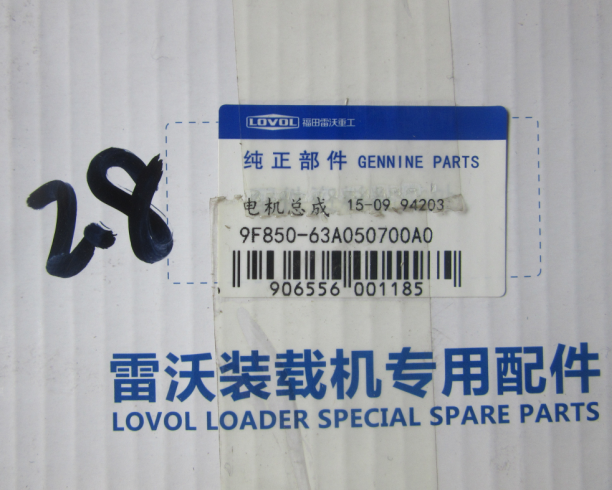 LOVOL 福田雷沃重工
纯正部件 GENNINE PARTS
2.8
电机总成 15-09 94203
9F850-63A050700A0
906556 001185
雷沃装载机专用配件
LOVOL LOADER SPECIAL SPARE PARTS